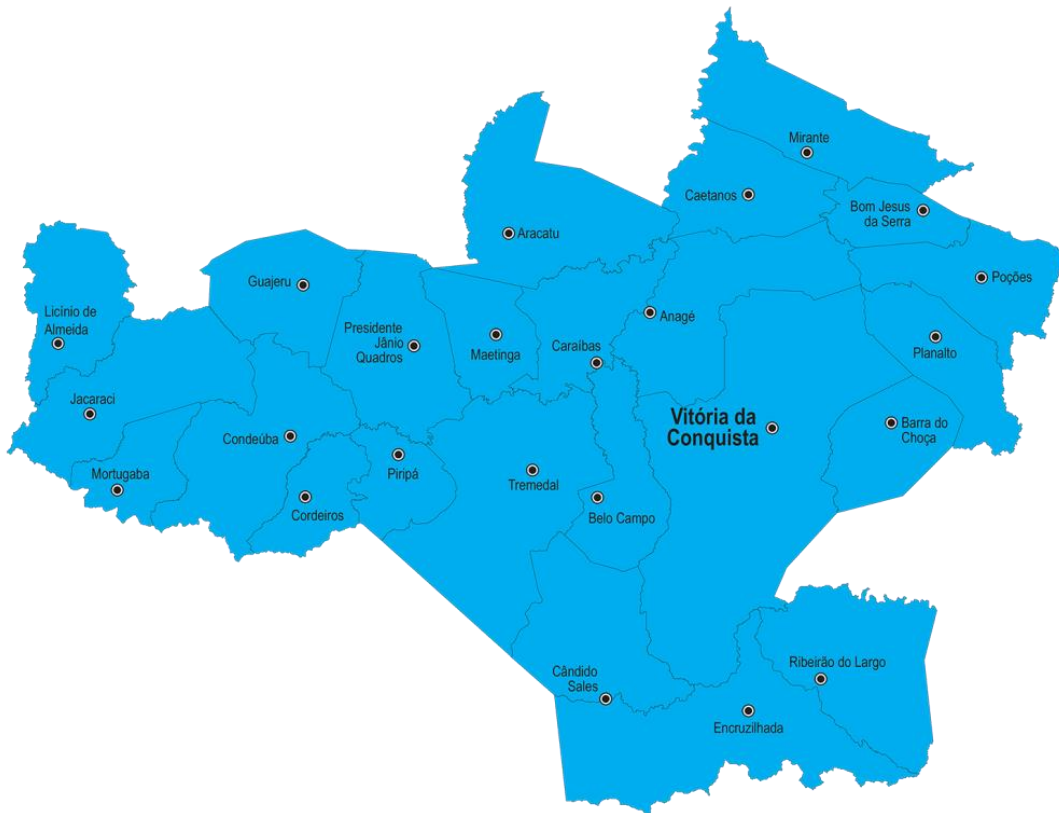 Mirante
Caetanos
Bom Jesus
da Serra
Aracatu
Poções
Guajeru
Licínio de
Almeida
Anagé
Presidente
Jânio
Quadros
Maetinga
Caraíbas
Planalto
Jacaraci
Vitória da
Conquista
Barra do
Choça
Condeúba
Mortugaba
Piripá
Tremedal
Cordeiros
Belo Campo
Ribeirão do Largo
Cândido
Sales
Encruzilhada